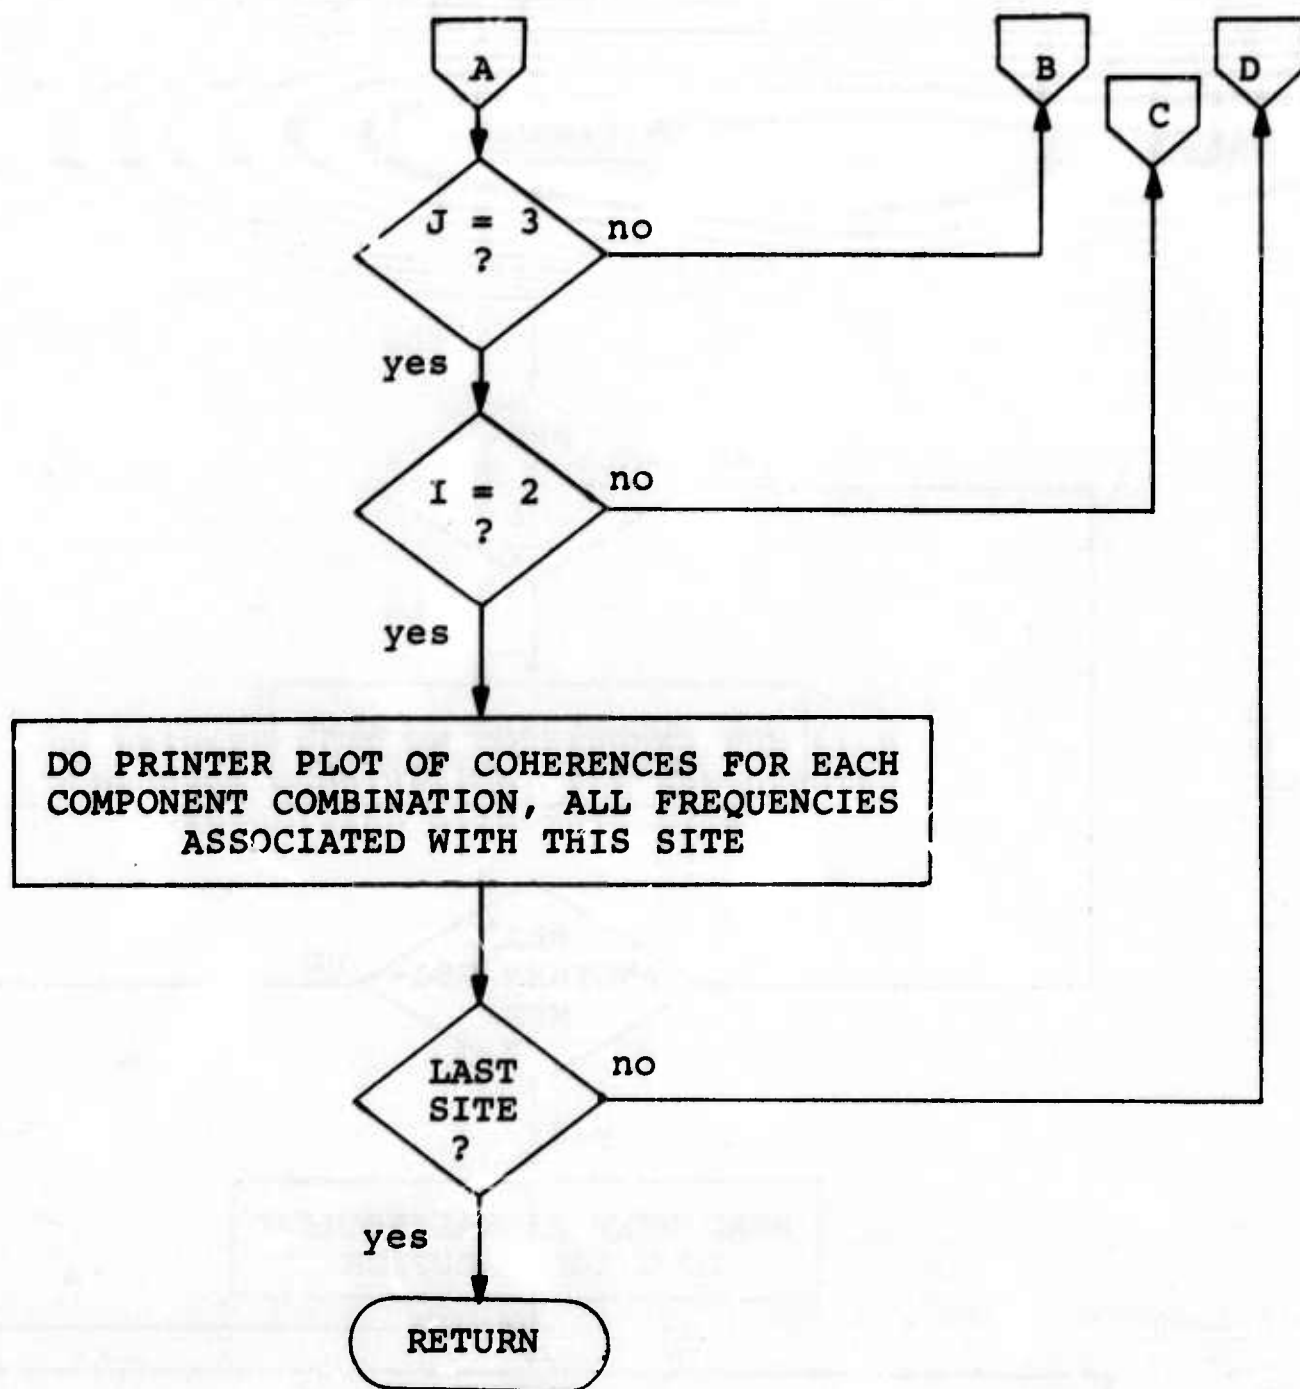 A
B
C
D
J = 3
?
no
yes
I = 2
?
no
yes
DO PRINTER PLOT OF COHERENCES FOR EACH
COMPONENT COMBINATION, ALL FREQUENCIES
ASSOCIATED WITH THIS SITE
LAST
SITE
?
no
yes
RETURN